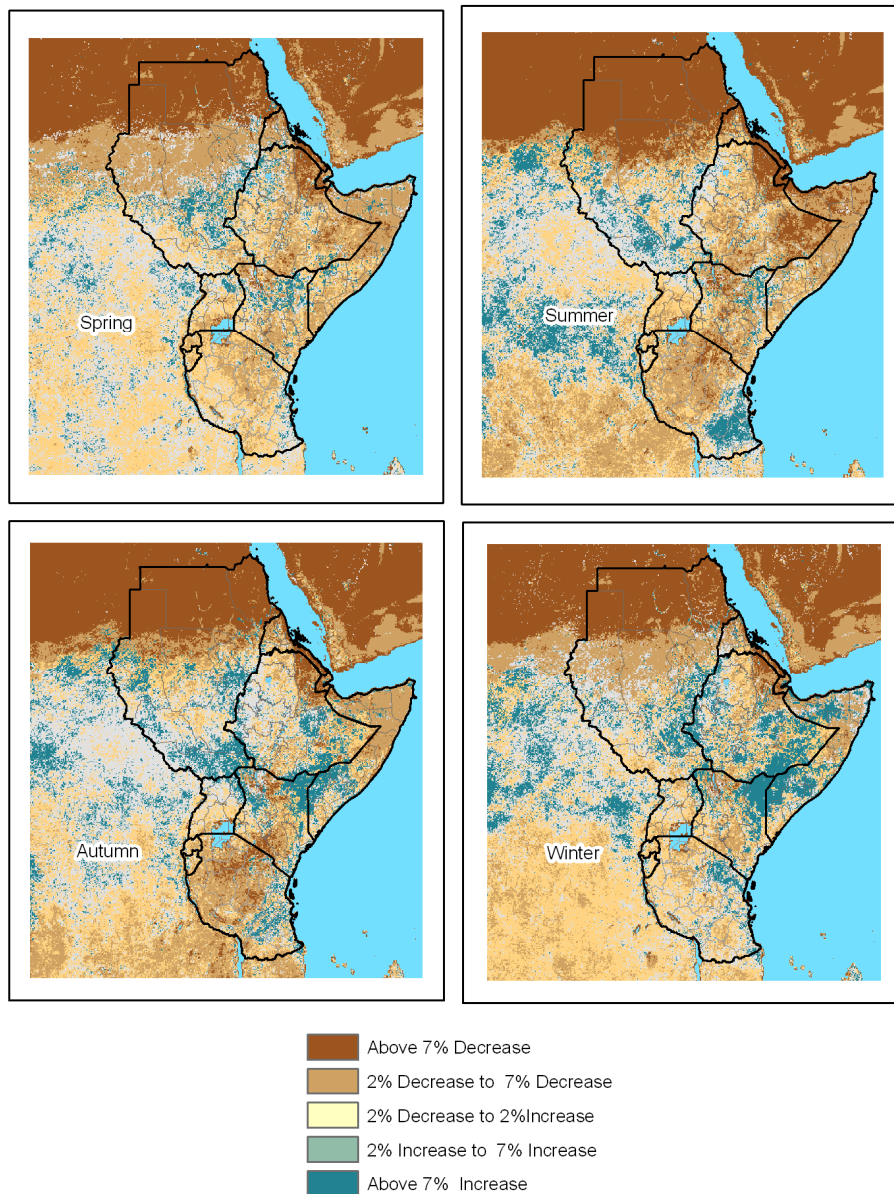 Spring
Summer
Autumn
Winter
Above 7% Decrease
2% Decrease to 7% Decrease
2% Decrease to 2%Increase
2% Increase to 7% Increase
Above 7% Increase